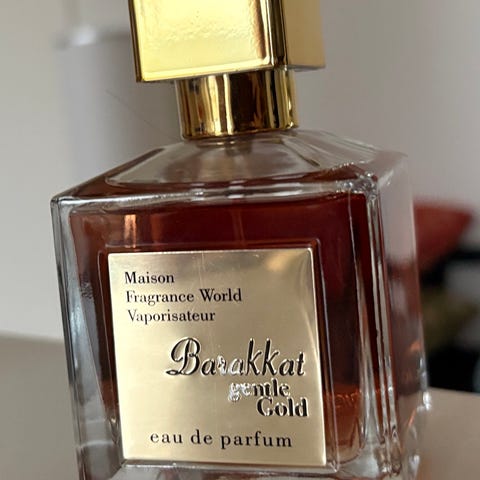 Maison
Fragrance World
Vaporisateur
Barakkat
gentle
Gold
eau de parfum